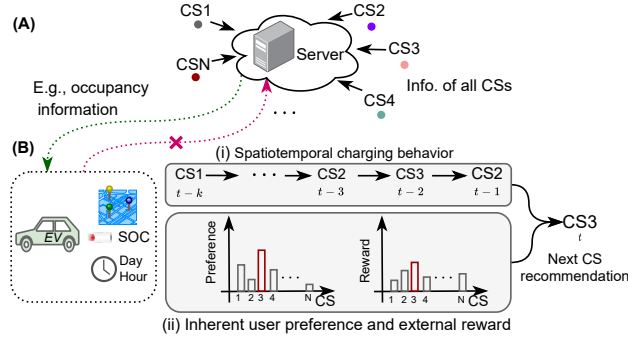 (A)
CS1
CS2
CSN
Server
CS3
CS4
Info. of all CSs
E.g., occupancy
information
. . .
(B)
EV
SOC
Day
Hour
(i) Spatiotemporal charging behavior
CS1 · · · CS2 CS3 CS2
t − k t − 3 t − 2 t − 1
Preference
1 2 3 4 · · · N CS
Reward
1 2 3 4 · · · N CS
(ii) Inherent user preference and external reward
CS3
t
Next CS
recommendation